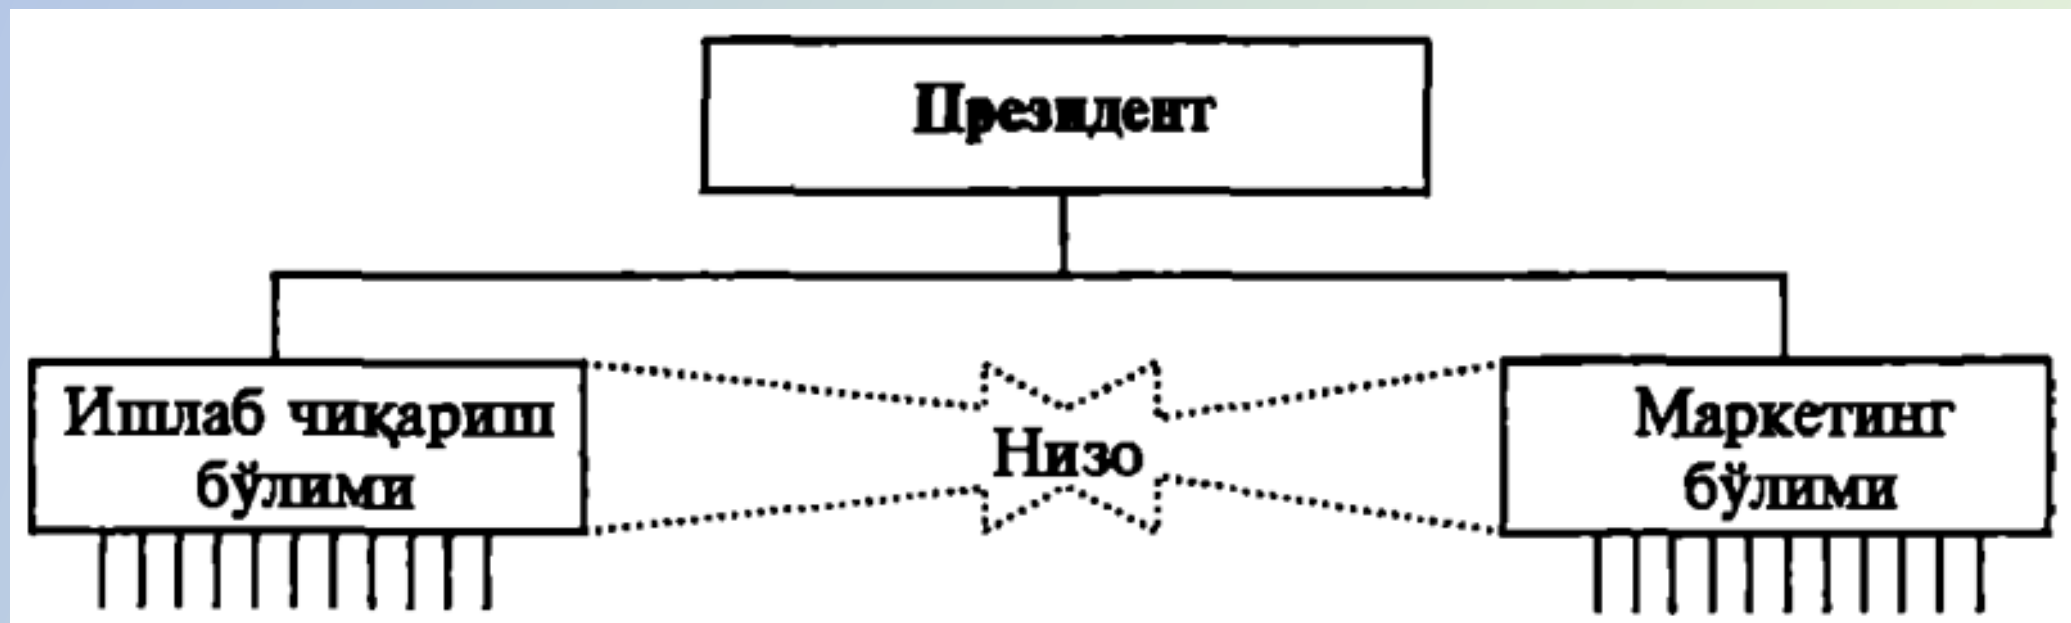 Президент
Ишлаб чиқариш
бўлими
Низо
Маркетинг
бўлими